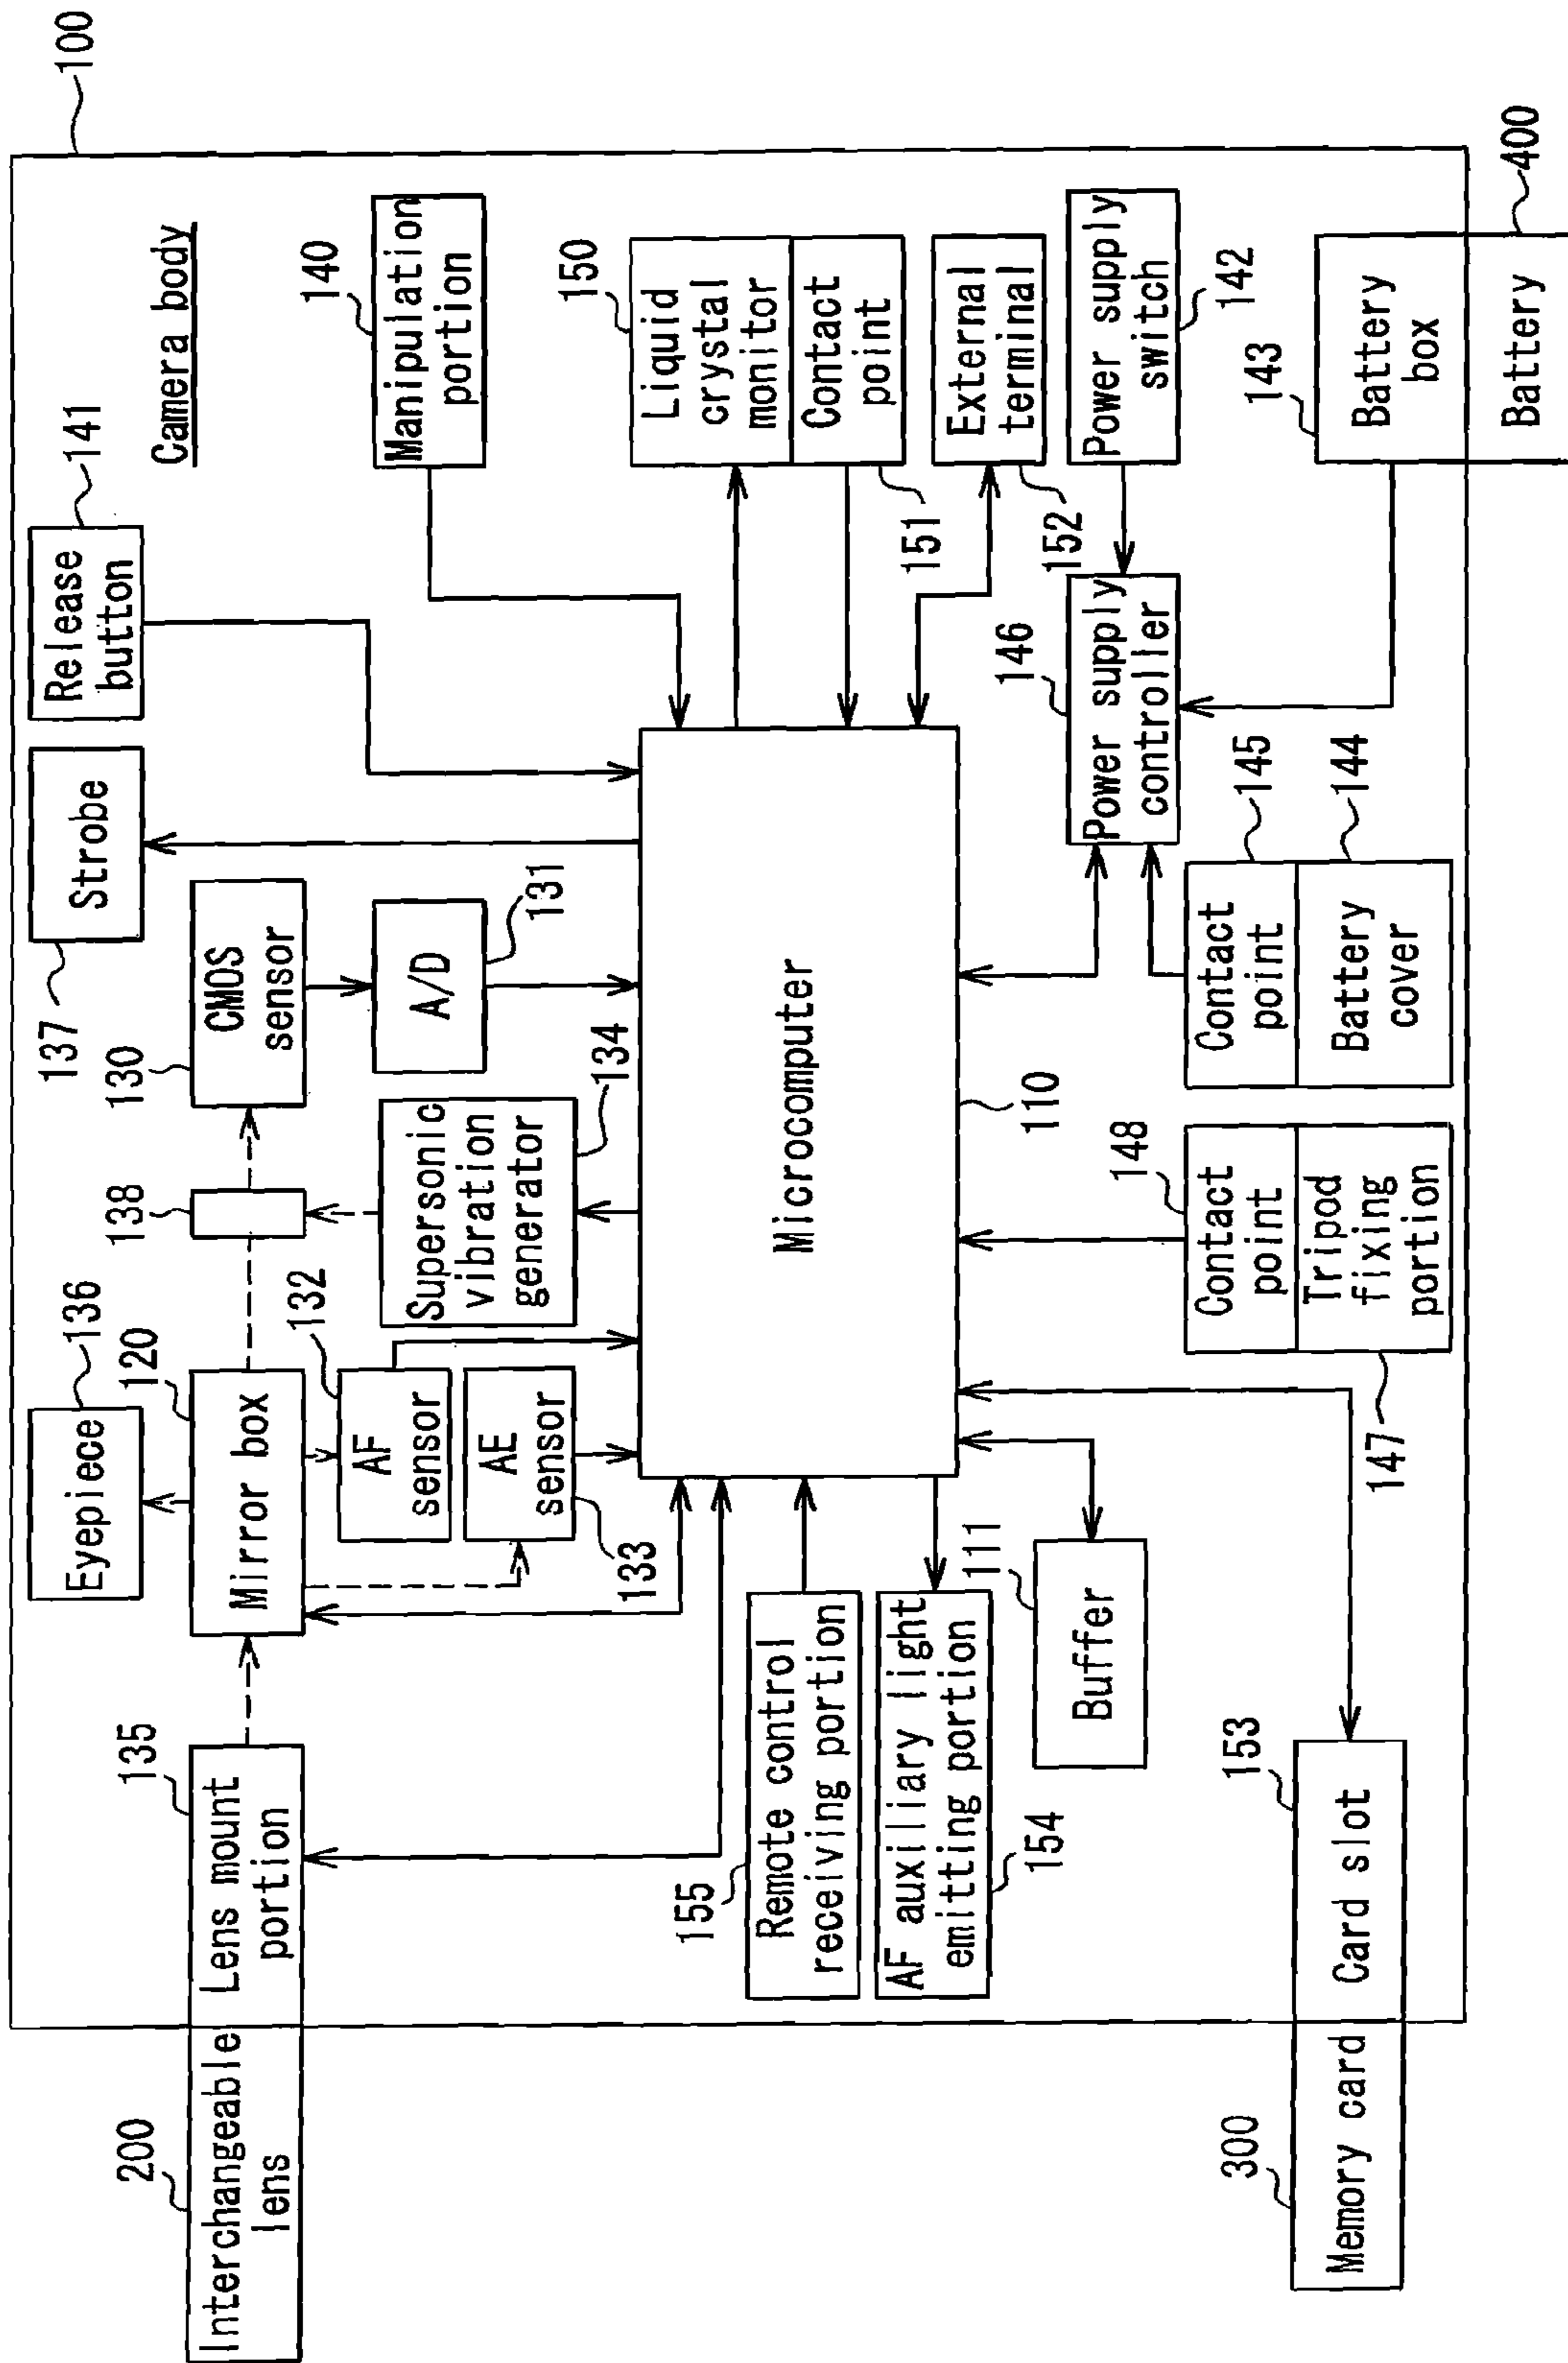 100
Camera body
136
Eyepiece
137
Strobe
141
Release
button
200
Interchangeable
lens
135
Lens mount
portion
120
Mirror box
138
130
CMOS
sensor
140
Manipulation
portion
132
AF
sensor
AE
sensor
133
Supersonic
vibration
generator
134
A/D
131
155
Remote control
receiving portion
AF auxiliary light
emitting portion
154
111
Buffer
Microcomputer
110
150
Liquid
crystal
monitor
Contact
point
151
External
terminal
152
146
Power supply
controller
Power supply
switch
142
300
Memory card
153
Card slot
148
Contact
point
Tripod
fixing
portion
147
Contact
point
145
Battery
cover
144
143
Battery
box
Battery
400